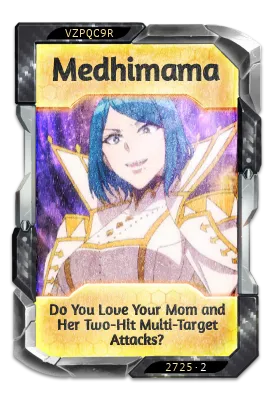 VZPQC9R
Medhimama
Do You Love Your Mom and
Her Two-Hit Multi-Target
Attacks?
2725·2